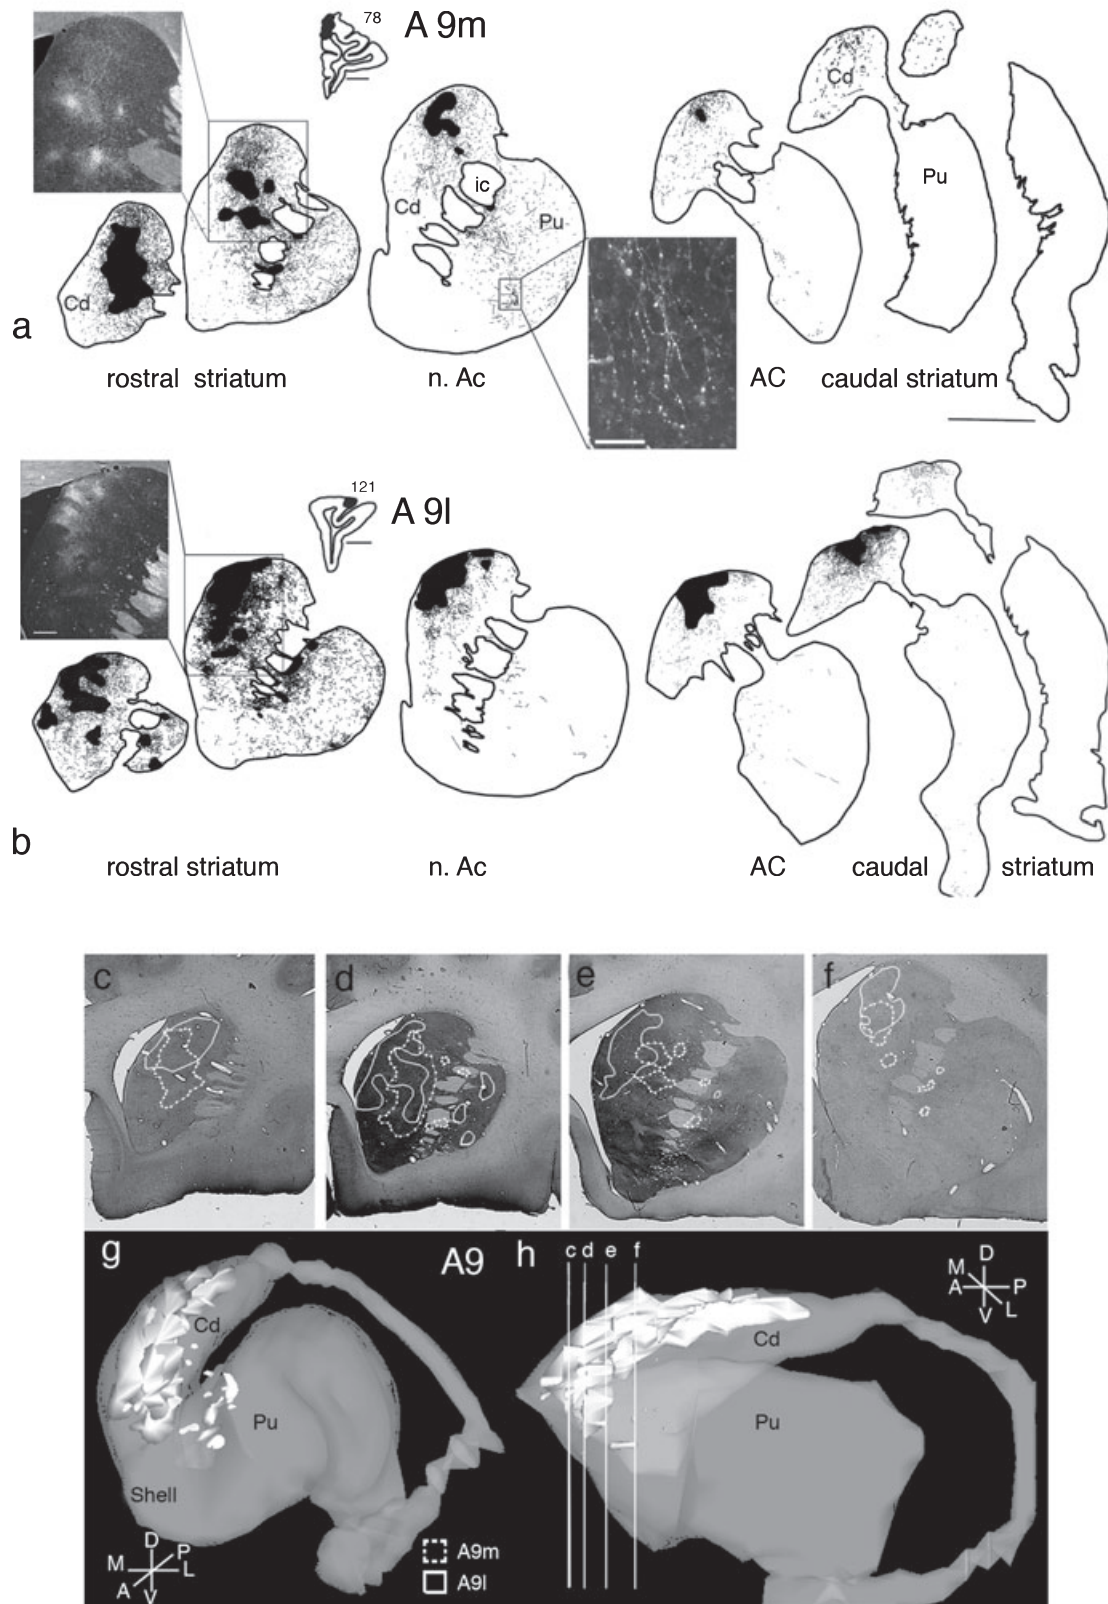 78
A 9m
Cd
Pu
ic
Cd
Pu
Cd
a
rostral striatum
n. Ac
AC
caudal striatum
121
A 9l
b
rostral striatum
n. Ac
AC
caudal
striatum
c
d
e
f
g
A9
h
c d e f
D
M
A
P
L
V
Cd
Cd
Pu
Pu
Shell
D
P
M
L
A
V
A9m
A9l